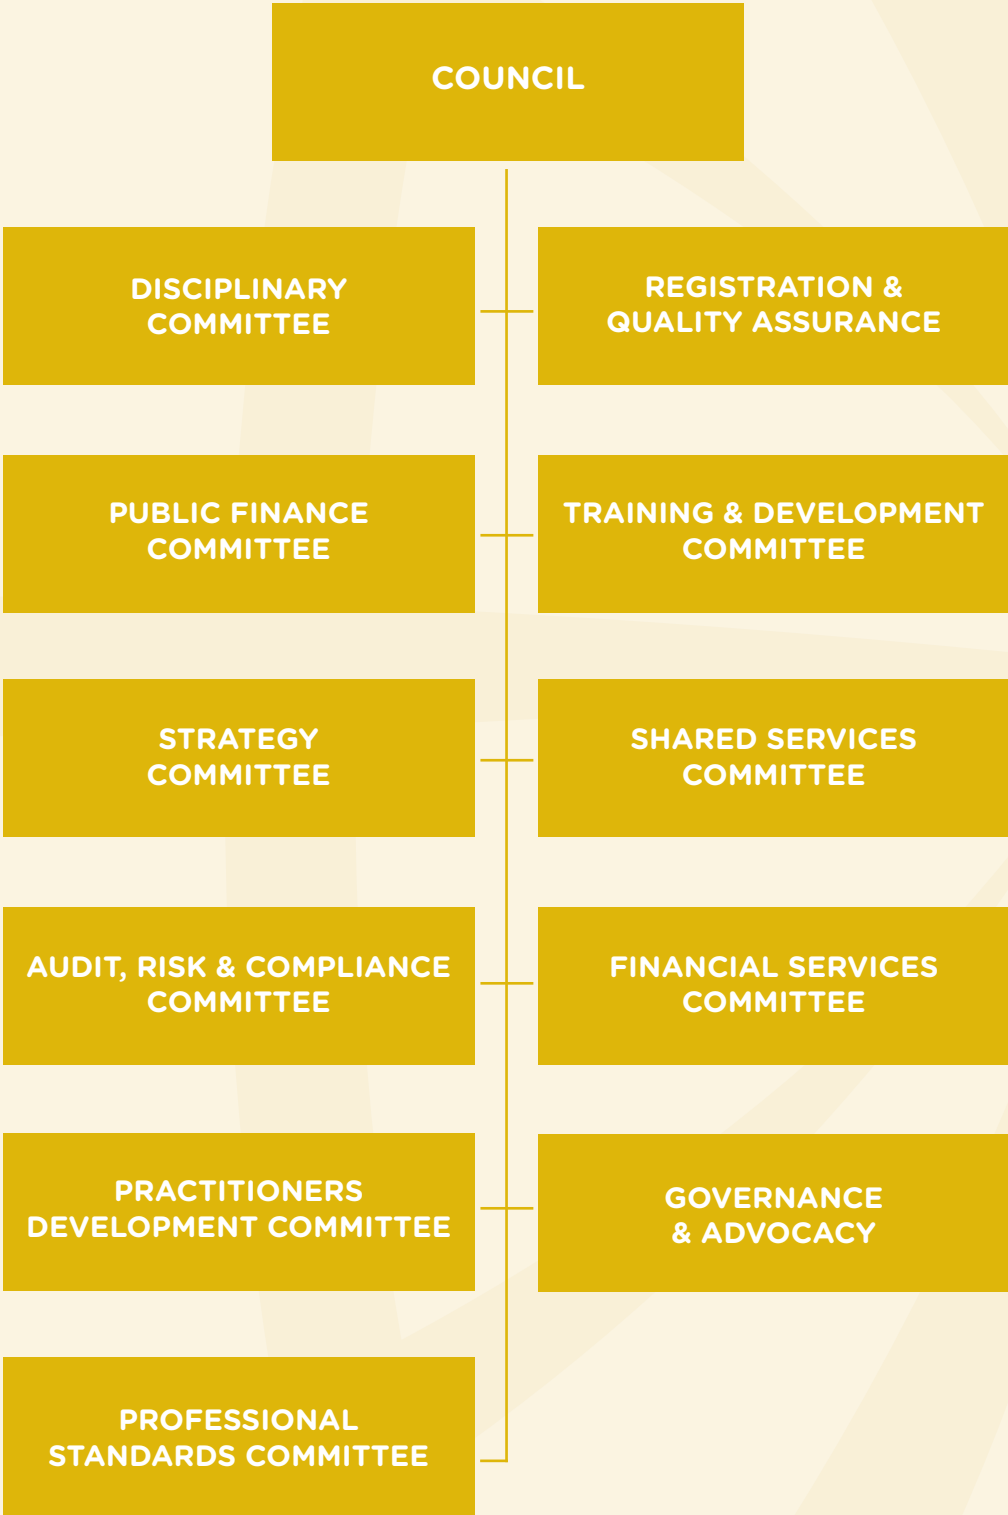 COUNCIL
DISCIPLINARY
COMMITTEE
REGISTRATION &
QUALITY ASSURANCE
PUBLIC FINANCE
COMMITTEE
TRAINING & DEVELOPMENT
COMMITTEE
STRATEGY
COMMITTEE
SHARED SERVICES
COMMITTEE
AUDIT, RISK & COMPLIANCE
COMMITTEE
FINANCIAL SERVICES
COMMITTEE
PRACTITIONERS
DEVELOPMENT COMMITTEE
GOVERNANCE
& ADVOCACY
PROFESSIONAL
STANDARDS COMMITTEE